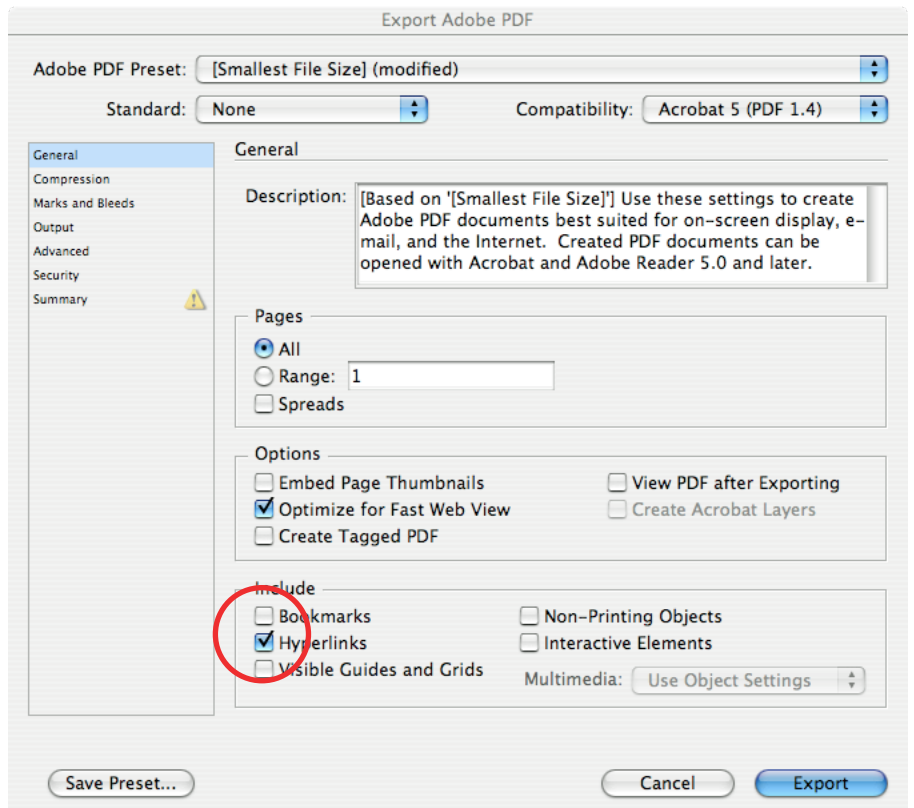 Export Adobe PDF
Adobe PDF Preset: [Smallest File Size] (modified)
Standard: None Compatibility: Acrobat 5 (PDF 1.4)
General
Compression
Marks and Bleeds
Output
Advanced
Security
Summary
General
Description: [Based on '[Smallest File Size]'] Use these settings to create
Adobe PDF documents best suited for on-screen display, e-
mail, and the Internet. Created PDF documents can be
opened with Acrobat and Adobe Reader 5.0 and later.
Pages
All
Range: 1
Spreads
Options
Embed Page Thumbnails View PDF after Exporting
Optimize for Fast Web View Create Acrobat Layers
Create Tagged PDF
Include
Bookmarks Non-Printing Objects
Hyperlinks Interactive Elements
Visible Guides and Grids Multimedia: Use Object Settings
Save Preset... Cancel Export